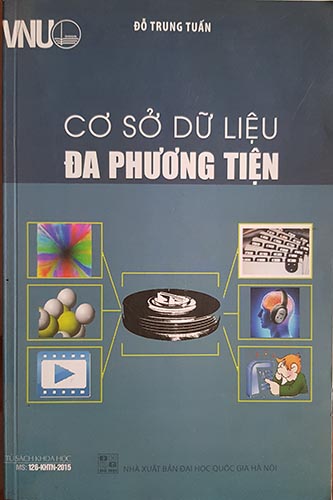 VNU
ĐỖ TRUNG TUẤN
CƠ SỞ DỮ LIỆU
ĐA PHƯƠNG TIỆN
TỦ SÁCH KHOA HỌC
MS: 126-KHTN-2015
NHÀ XUẤT BẢN ĐẠI HỌC QUỐC GIA HÀ NỘI